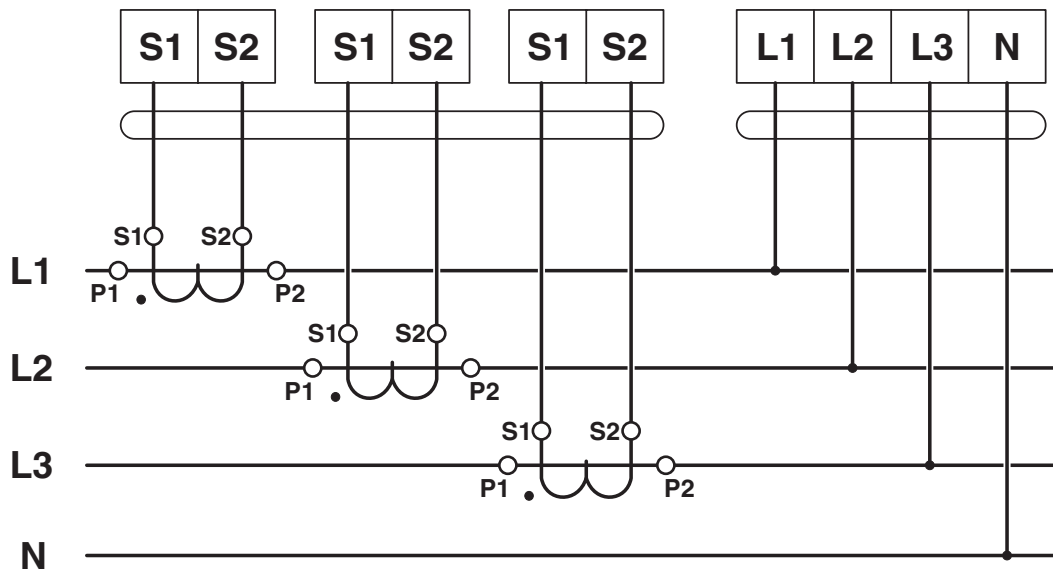 S1 S2 S1 S2 S1 S2 L1 L2 L3 N
S1 S2
L1
P1 P2
S1 S2
L2
P1 P2
S1 S2
L3
P1 P2
N